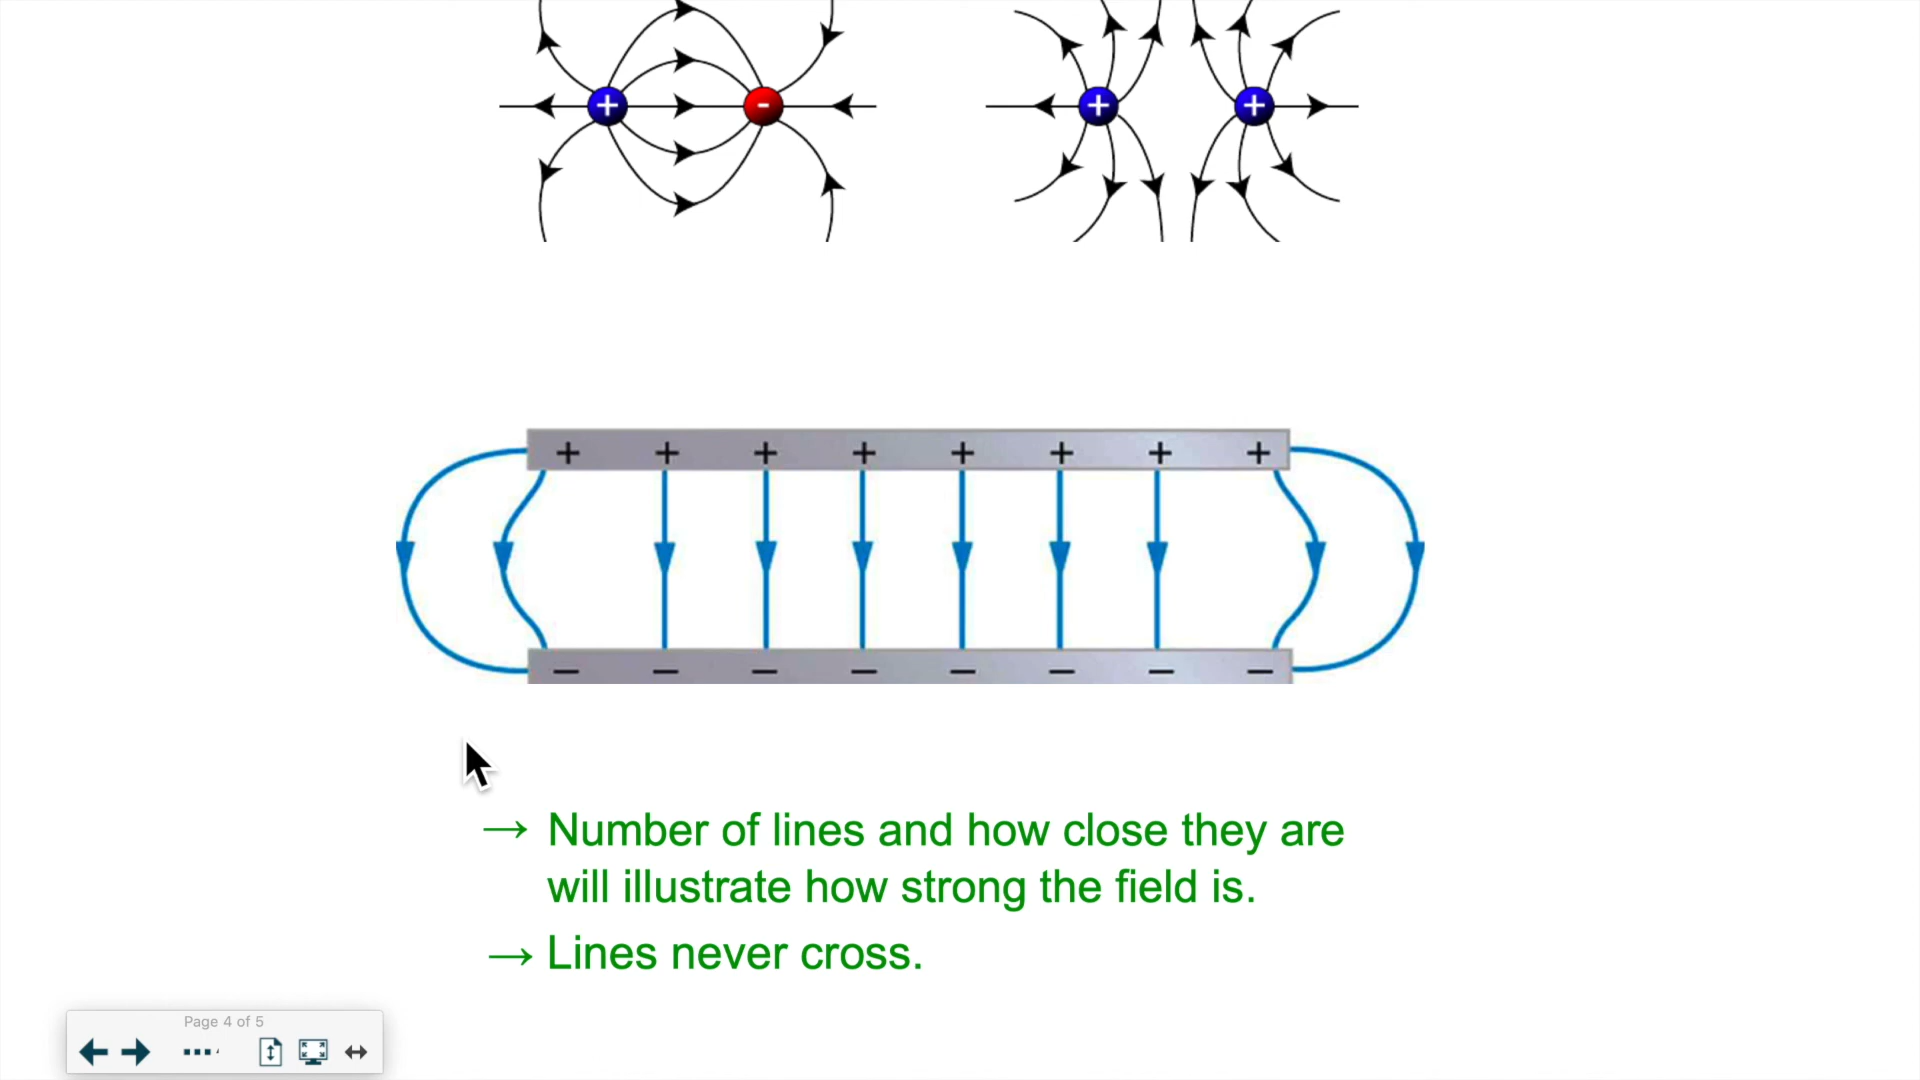 + - + +
+ + + + + + + +
− − − − − − − −
→ Number of lines and how close they are
will illustrate how strong the field is.
→ Lines never cross.
Page 4 of 5